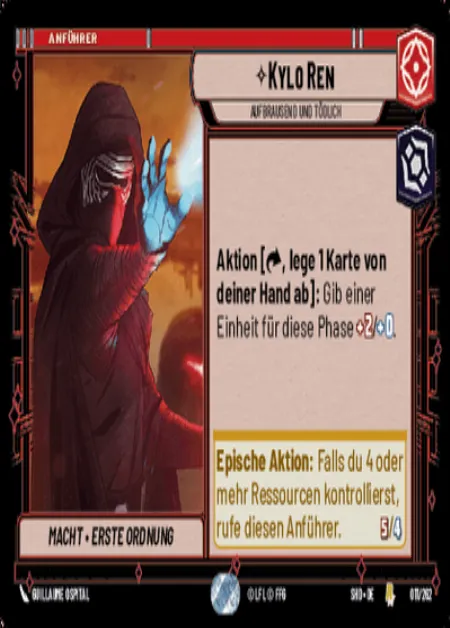 ANFÜHRER
KYLO REN
AUFBRAUSEND UND TÖDLICH
Aktion [, lege 1 Karte von
deiner Hand ab]: Gib einer
Einheit für diese Phase +2/+0.
Epische Aktion: Falls du 4 oder
mehr Ressourcen kontrollierst,
rufe diesen Anführer. 5/4
MACHT • ERSTE ORDNUNG
GUILLAUME OSPITAL
© LFL © FFG
SHD • DE
011/262